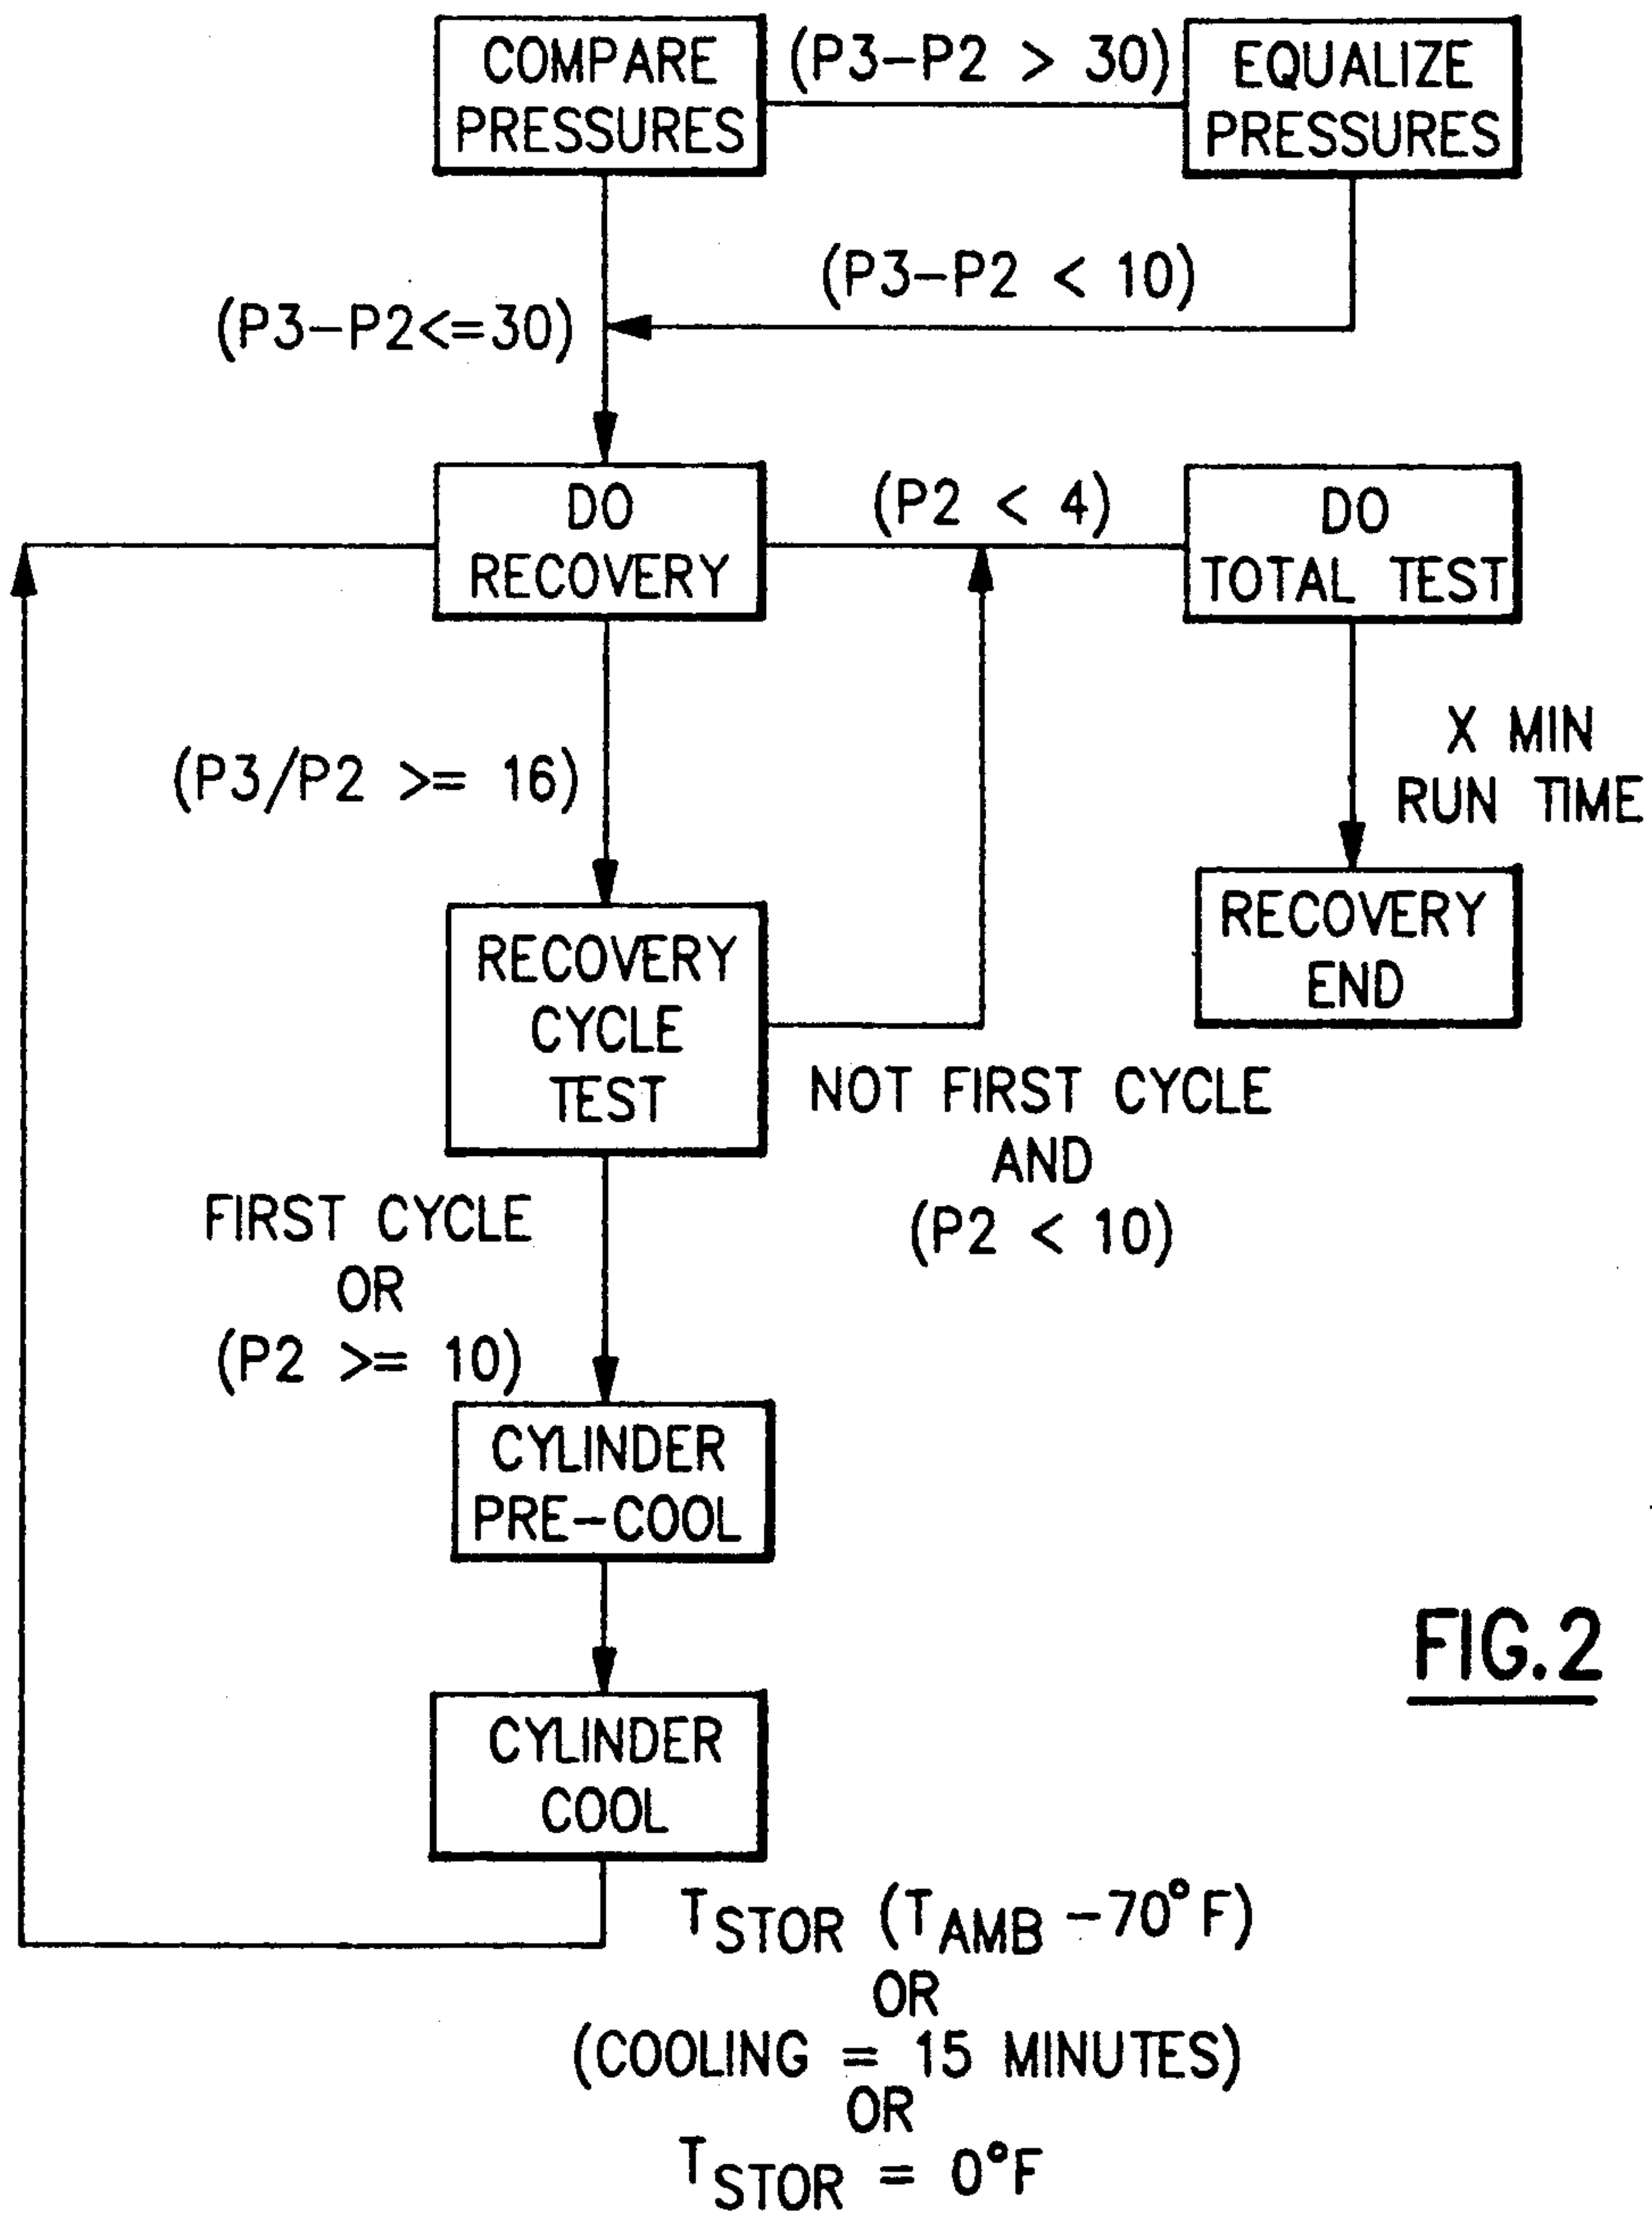 COMPARE
PRESSURES
(P3-P2 > 30)
EQUALIZE
PRESSURES
(P3-P2 < 10)
(P3-P2<=30)
DO
RECOVERY
(P2 < 4)
DO
TOTAL TEST
(P3/P2 >= 16)
X MIN
RUN TIME
RECOVERY
CYCLE
TEST
RECOVERY
END
NOT FIRST CYCLE
AND
(P2 < 10)
FIRST CYCLE
OR
(P2 >= 10)
CYLINDER
PRE-COOL
CYLINDER
COOL
FIG.2
TSTOR (TAMB -70°F)
OR
(COOLING = 15 MINUTES)
OR
TSTOR = 0°F